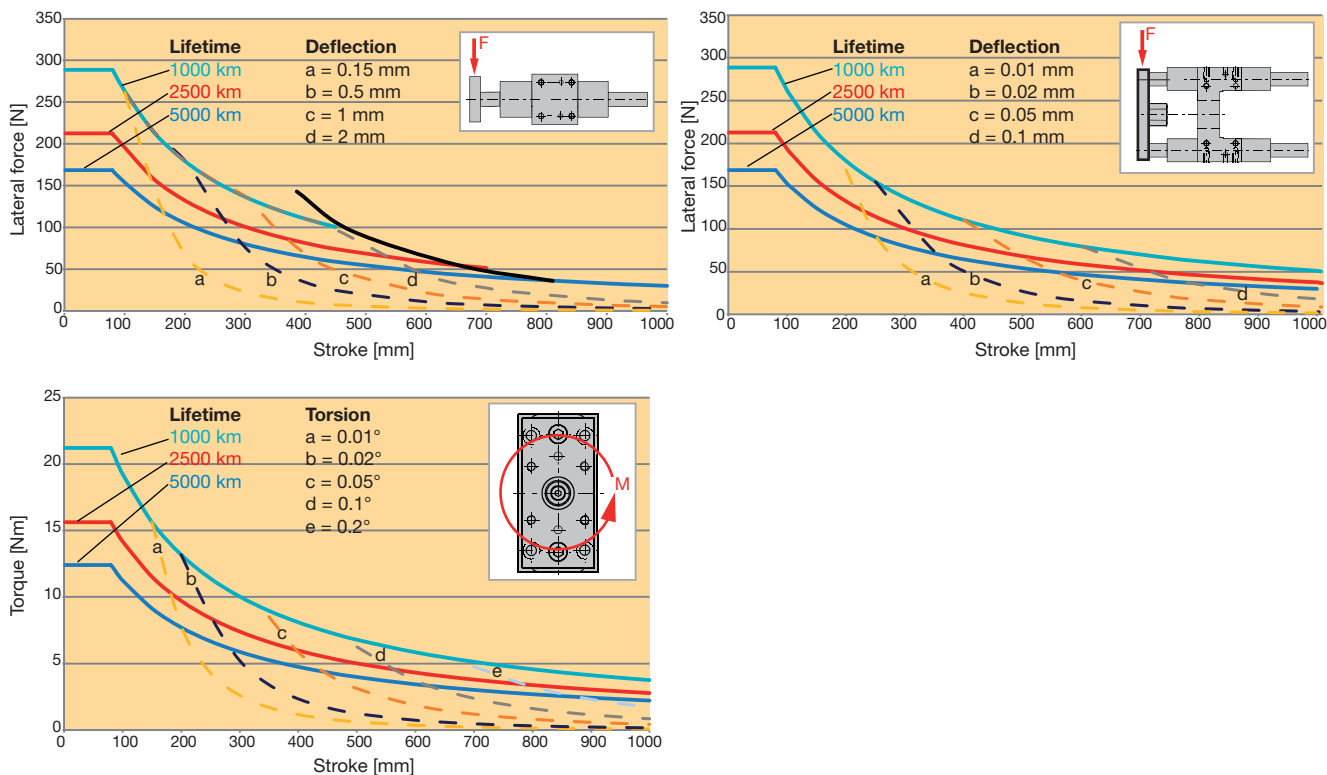 350
300
250
200
150
100
50
0
Lateral force [N]
Lifetime
1000 km
2500 km
5000 km
Deflection
a = 0.15 mm
b = 0.5 mm
c = 1 mm
d = 2 mm
F
a
b
c
d
0 100 200 300 400 500 600 700 800 900 1000
Stroke [mm]
350
300
250
200
150
100
50
0
Lateral force [N]
Lifetime
1000 km
2500 km
5000 km
Deflection
a = 0.01 mm
b = 0.02 mm
c = 0.05 mm
d = 0.1 mm
F
a
b
c
d
0 100 200 300 400 500 600 700 800 900 1000
Stroke [mm]
25
20
15
10
5
0
Torque [Nm]
Lifetime
1000 km
2500 km
5000 km
Torsion
a = 0.01°
b = 0.02°
c = 0.05°
d = 0.1°
e = 0.2°
M
a
b
c
d
e
0 100 200 300 400 500 600 700 800 900 1000
Stroke [mm]